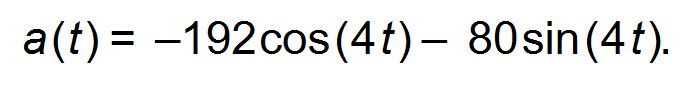 a(t) = –192cos(4t) – 80sin(4t).